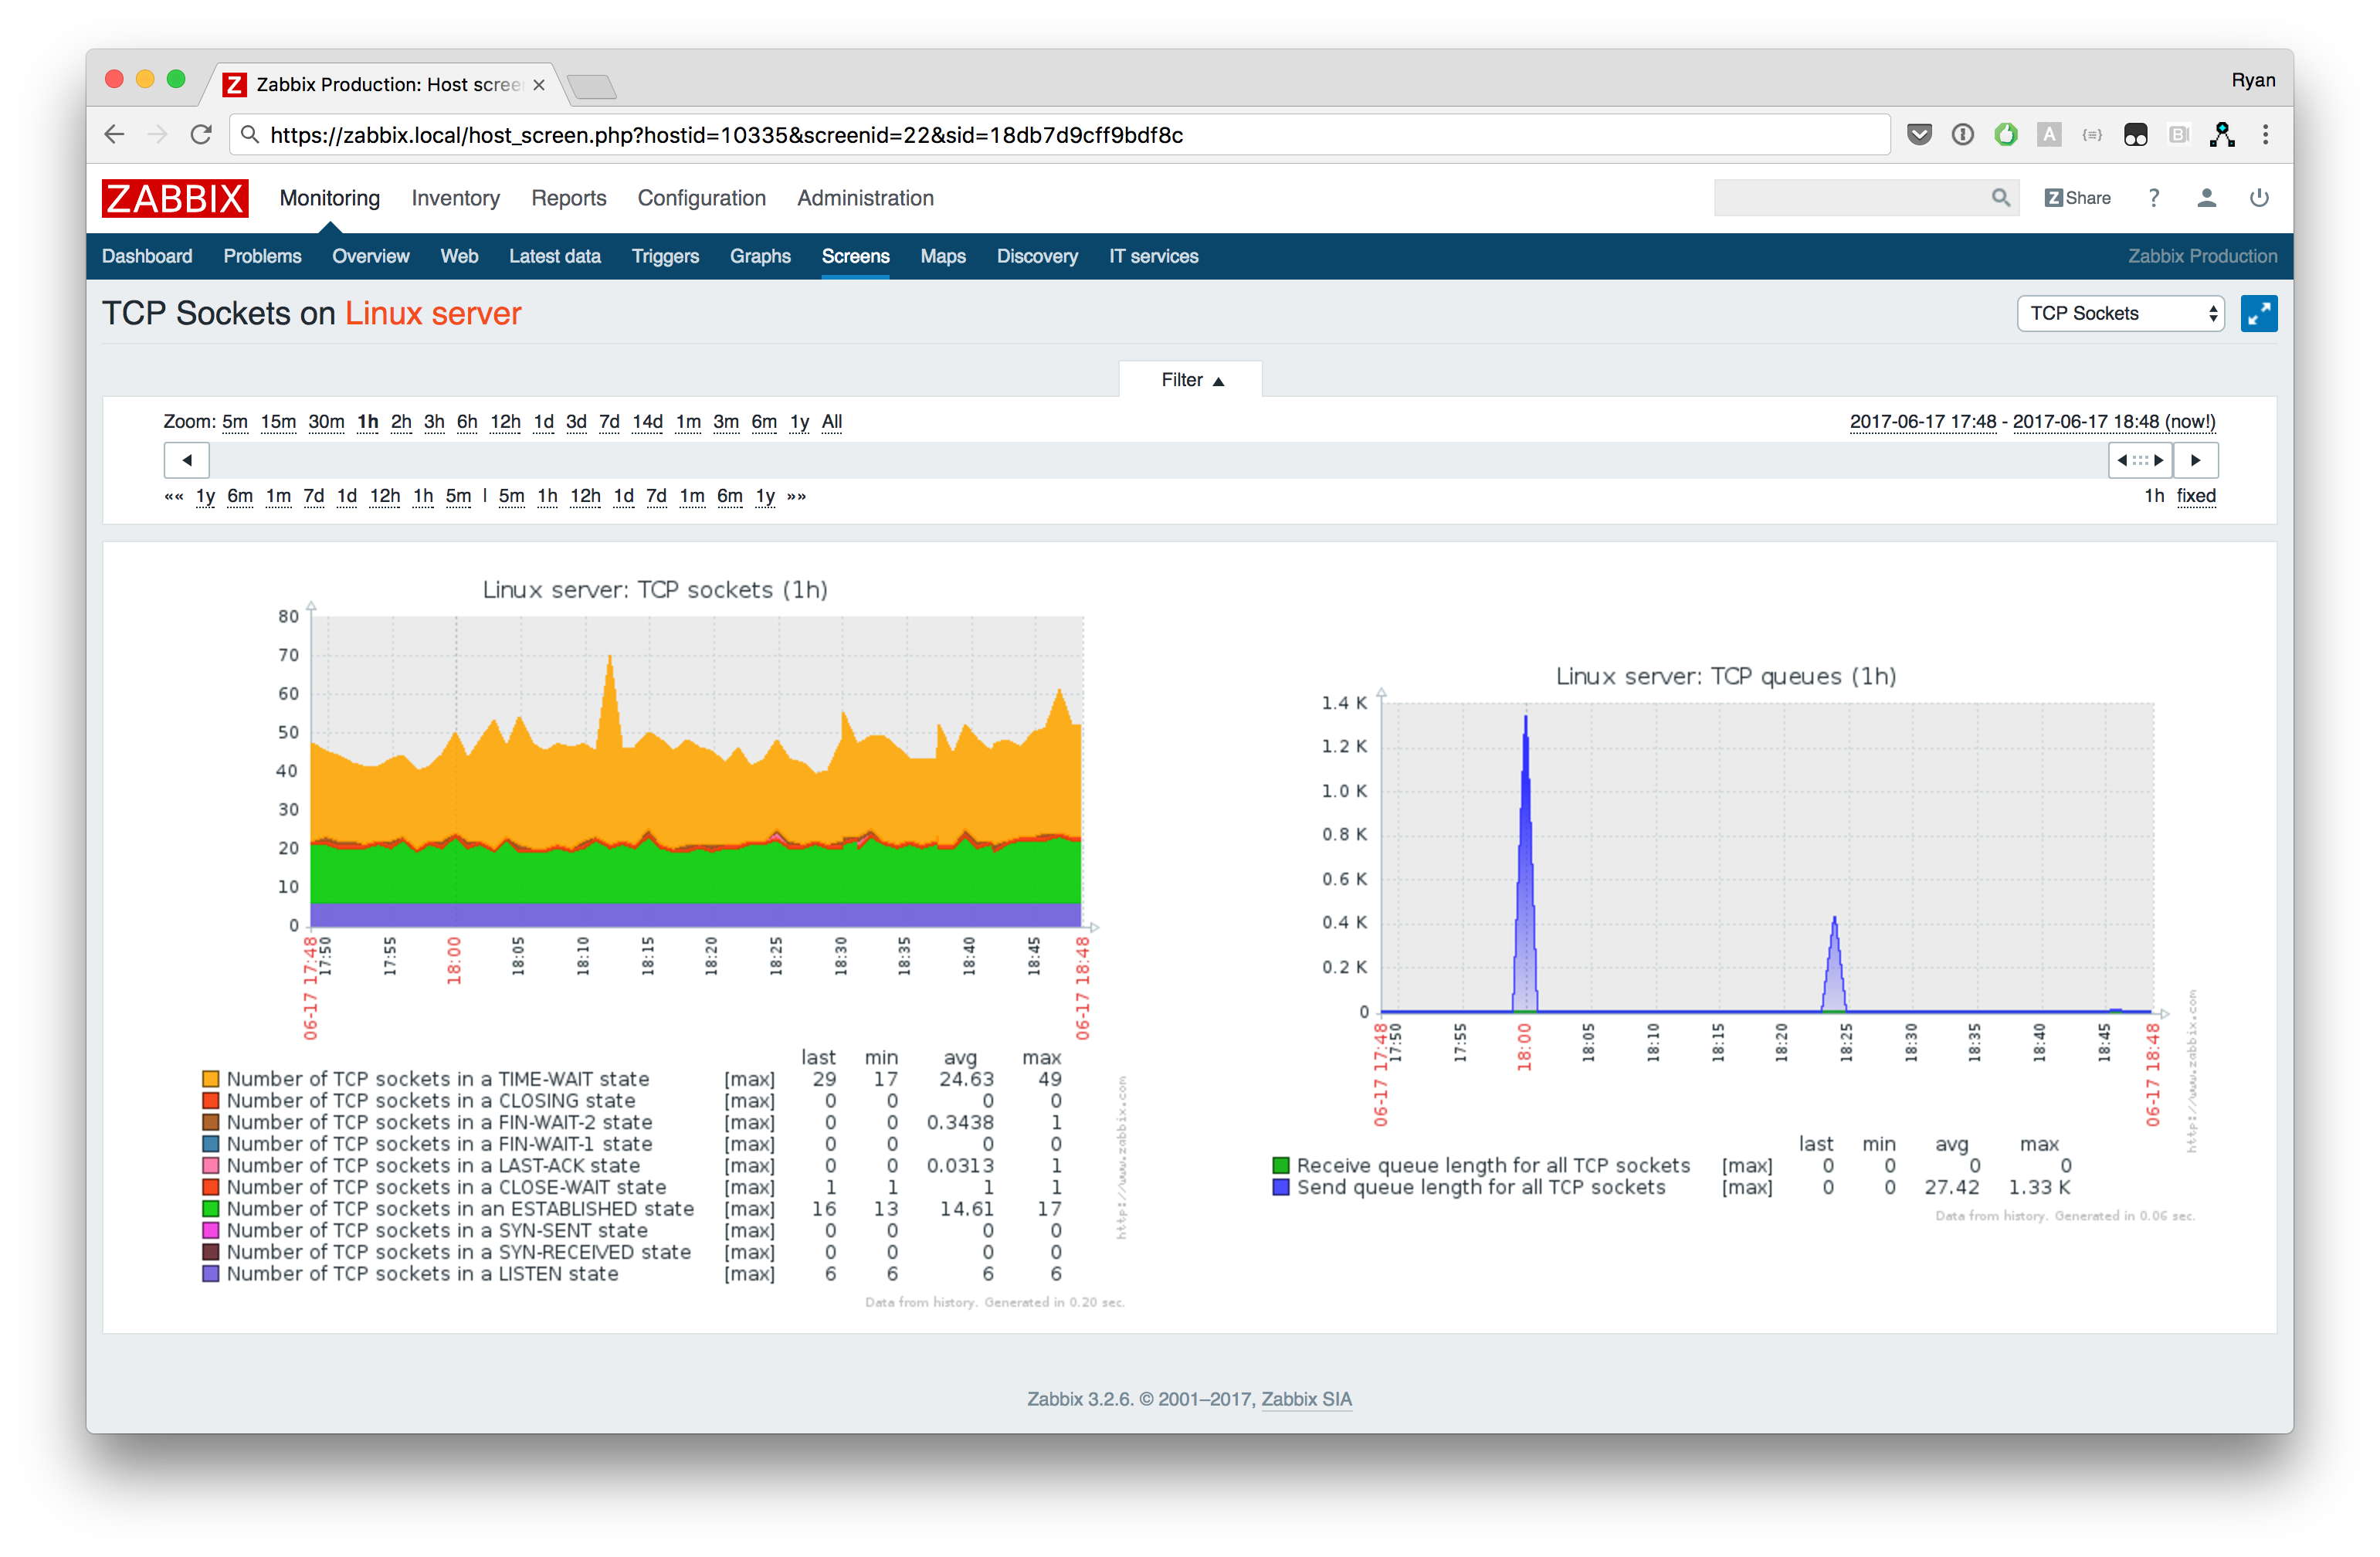 Zabbix Production: Host scree
Ryan
https://zabbix.local/host_screen.php?hostid=10335&screenid=22&sid=18db7d9cff9bdf8c
ZABBIX Monitoring Inventory Reports Configuration Administration Z Share ?
Dashboard Problems Overview Web Latest data Triggers Graphs Screens Maps Discovery IT services Zabbix Production
TCP Sockets on Linux server TCP Sockets
Filter ▲
Zoom: 5m 15m 30m 1h 2h 3h 6h 12h 1d 3d 7d 14d 1m 3m 6m 1y All 2017-06-17 17:48 - 2017-06-17 18:48 (now!)
«« 1y 6m 1m 7d 1d 12h 1h 5m | 5m 1h 12h 1d 7d 1m 6m 1y »» 1h fixed
Linux server: TCP sockets (1h)
80
70
60
50
40
30
20
10
0
06-17 17:48 17:50 17:55 18:00 18:05 18:10 18:15 18:20 18:25 18:30 18:35 18:40 18:45 06-17 18:48
last min avg max
Number of TCP sockets in a TIME-WAIT state [max] 29 17 24.63 49
Number of TCP sockets in a CLOSING state [max] 0 0 0 0
Number of TCP sockets in a FIN-WAIT-2 state [max] 0 0 0.3438 1
Number of TCP sockets in a FIN-WAIT-1 state [max] 0 0 0 0
Number of TCP sockets in a LAST-ACK state [max] 0 0 0.0313 1
Number of TCP sockets in a CLOSE-WAIT state [max] 1 1 1 1
Number of TCP sockets in an ESTABLISHED state [max] 16 13 14.61 17
Number of TCP sockets in a SYN-SENT state [max] 0 0 0 0
Number of TCP sockets in a SYN-RECEIVED state [max] 0 0 0 0
Number of TCP sockets in a LISTEN state [max] 6 6 6 6
http://www.zabbix.com
Data from history. Generated in 0.20 sec.
Linux server: TCP queues (1h)
1.4 K
1.2 K
1.0 K
0.8 K
0.6 K
0.4 K
0.2 K
0
06-17 17:48 17:50 17:55 18:00 18:05 18:10 18:15 18:20 18:25 18:30 18:35 18:40 18:45 06-17 18:48
last min avg max
Receive queue length for all TCP sockets [max] 0 0 0 0
Send queue length for all TCP sockets [max] 0 0 27.42 1.33 K
http://www.zabbix.com
Data from history. Generated in 0.06 sec.
Zabbix 3.2.6. © 2001–2017, Zabbix SIA